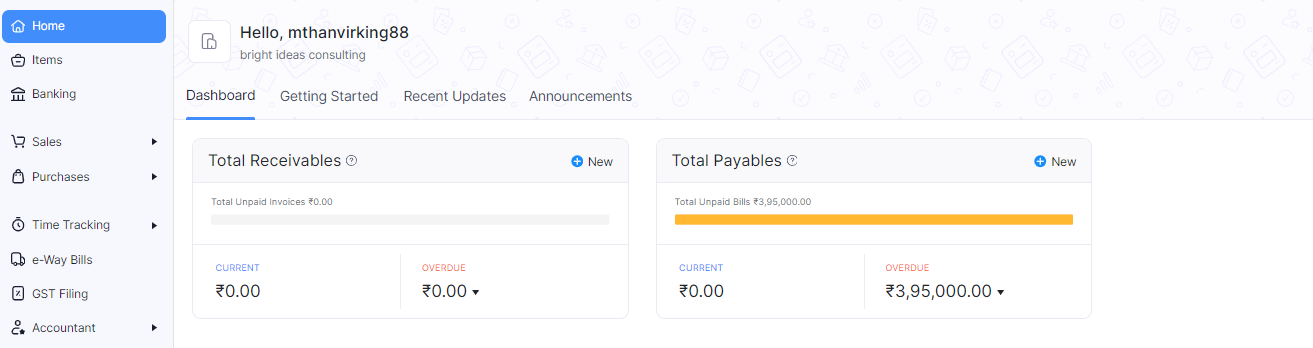 Home
Items
Banking
Sales
Purchases
Time Tracking
e-Way Bills
GST Filing
Accountant
Hello, mthanvirking88
bright ideas consulting
Dashboard Getting Started Recent Updates Announcements
Total Receivables ? New
Total Unpaid Invoices ₹0.00
CURRENT OVERDUE
₹0.00 ₹0.00
Total Payables ? New
Total Unpaid Bills ₹3,95,000.00
CURRENT OVERDUE
₹0.00 ₹3,95,000.00